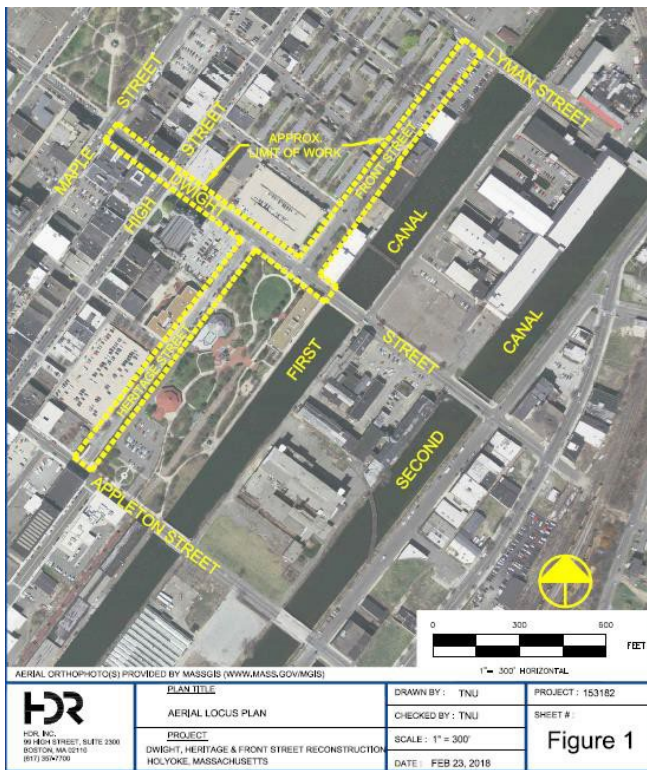 LYMAN STREET
MAPLE STREET
HIGH STREET
APPROX.
LIMIT OF WORK
DWIGHT STREET
FRONT STREET
HERITAGE STREET
FIRST CANAL
SECOND CANAL
APPLETON STREET
0 300 600 FEET
1"= 300' HORIZONTAL
AERIAL ORTHOPHOTO(S) PROVIDED BY MASSGIS (WWW.MASS.GOV/MGIS)
HDR
HDR, INC.
99 HIGH STREET, SUITE 2300
BOSTON, MA 02110
(617) 357-7700
PLAN TITLE
AERIAL LOCUS PLAN
PROJECT
DWIGHT, HERITAGE & FRONT STREET RECONSTRUCTION
HOLYOKE, MASSACHUSETTS
DRAWN BY : TNU
CHECKED BY : TNU
SCALE : 1" = 300'
DATE : FEB 23, 2018
PROJECT : 153182
SHEET # :
Figure 1